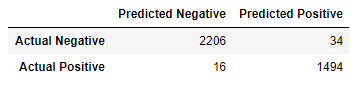 Predicted Negative Predicted Positive
Actual Negative 2206 34
Actual Positive 16 1494